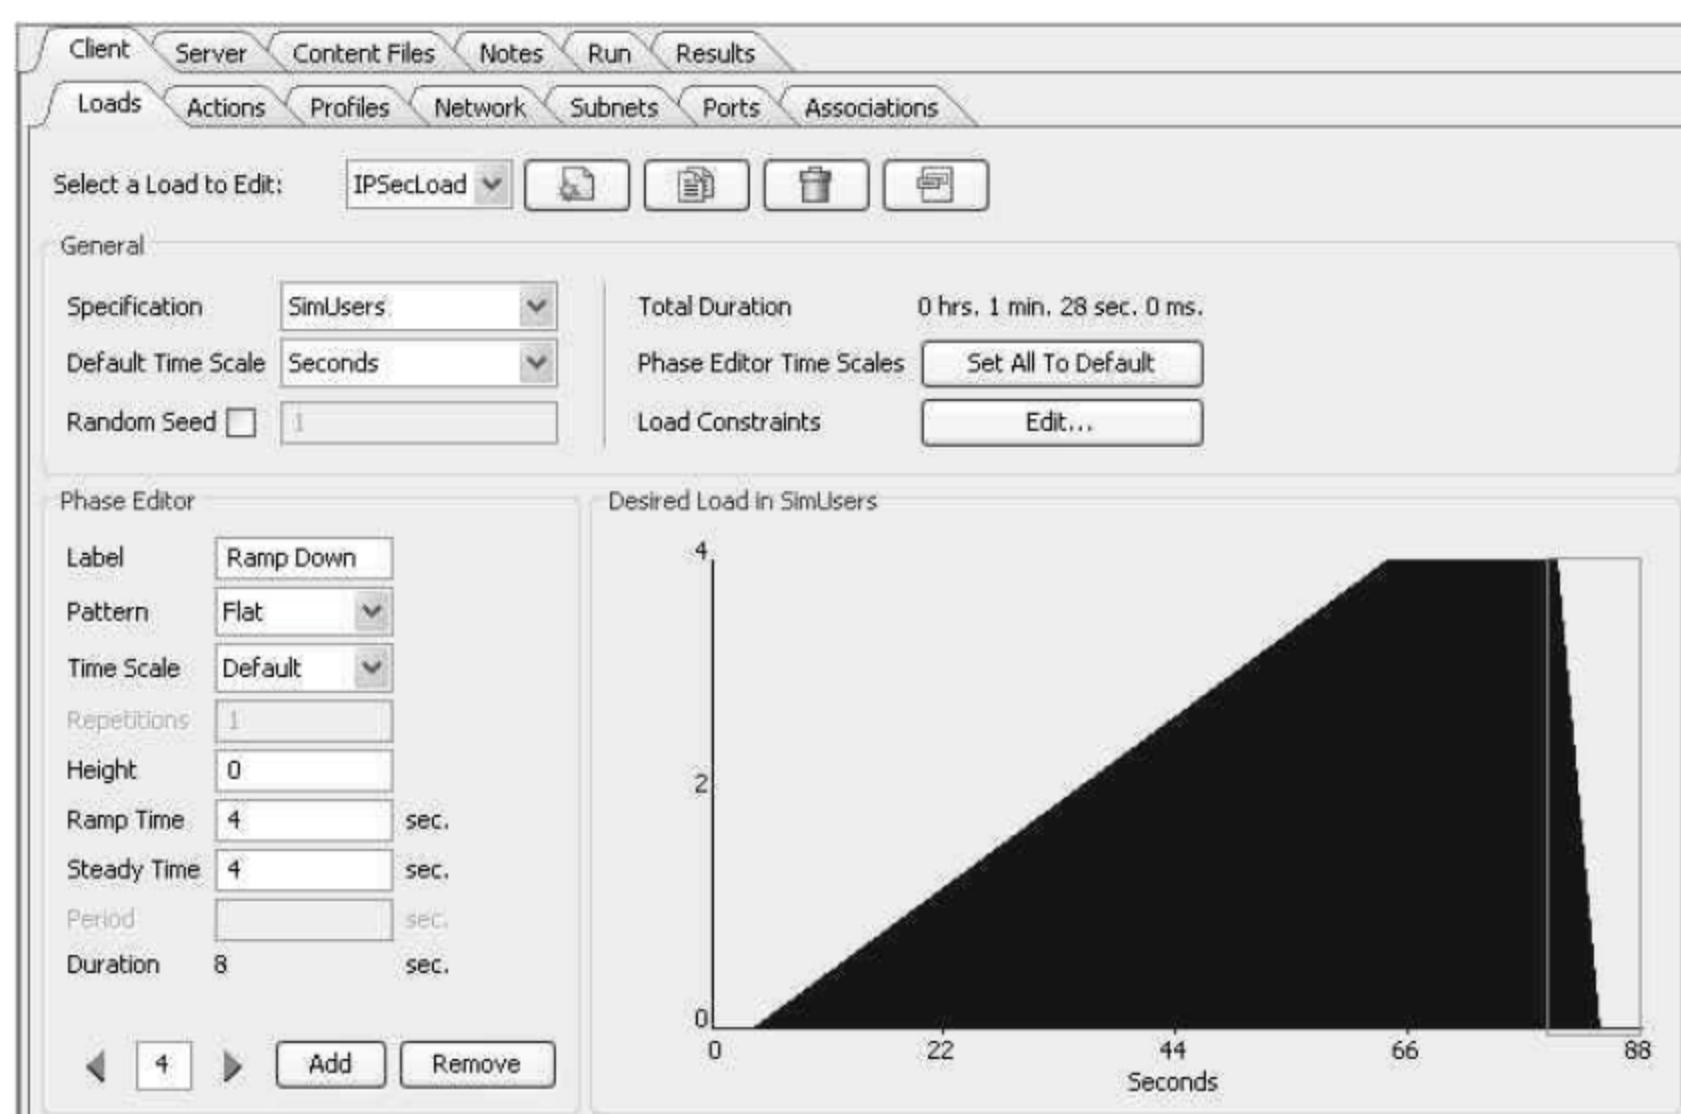 Client Server Content Files Notes Run Results
Loads Actions Profiles Network Subnets Ports Associations
Select a Load to Edit: IPSecLoad
General
Specification SimUsers Total Duration 0 hrs. 1 min. 28 sec. 0 ms.
Default Time Scale Seconds Phase Editor Time Scales Set All To Default
Random Seed 1 Load Constraints Edit...
Phase Editor
Label Ramp Down
Pattern Flat
Time Scale Default
Repetitions 1
Height 0
Ramp Time 4 sec.
Steady Time 4 sec.
Period sec.
Duration 8 sec.
4 Add Remove
Desired Load in SimUsers
4
2
0
0 22 44 66 88
Seconds